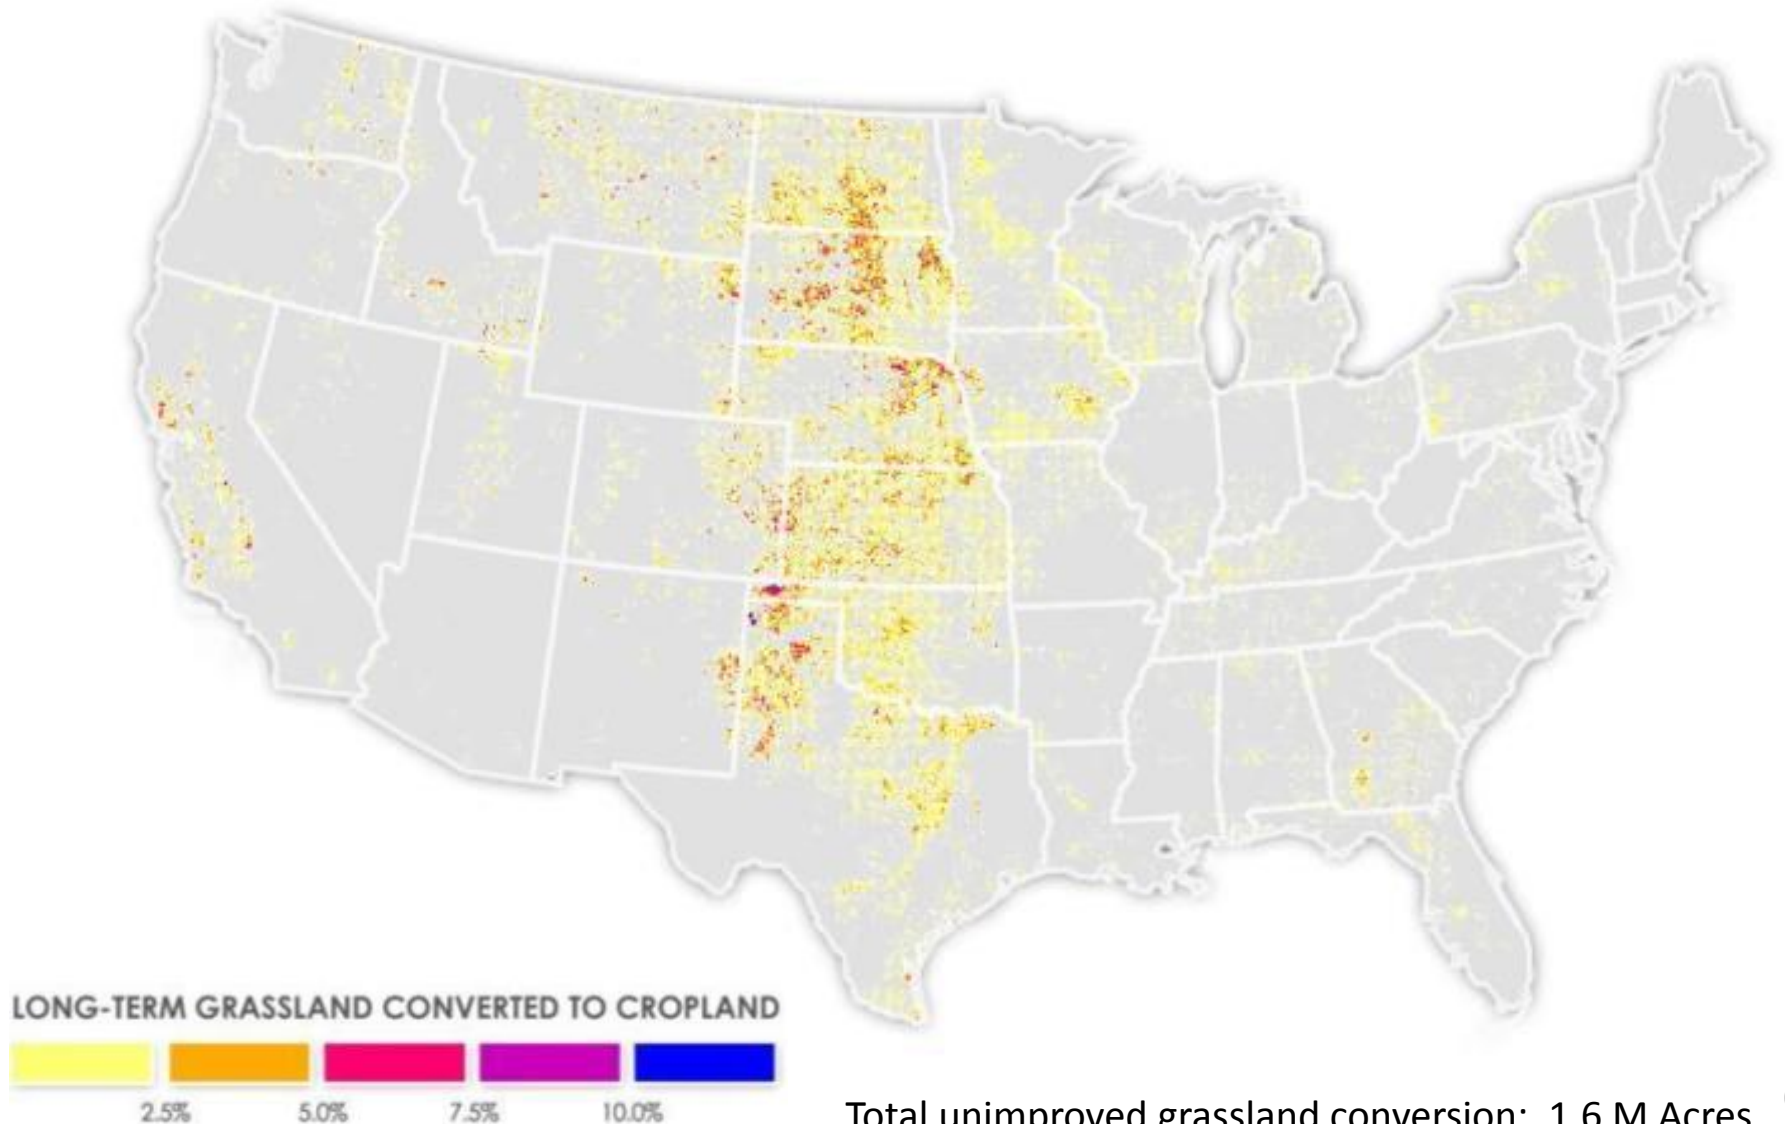 LONG-TERM GRASSLAND CONVERTED TO CROPLAND
2.5% 5.0% 7.5% 10.0%
Total unimproved grassland conversion: 1.6 M Acres